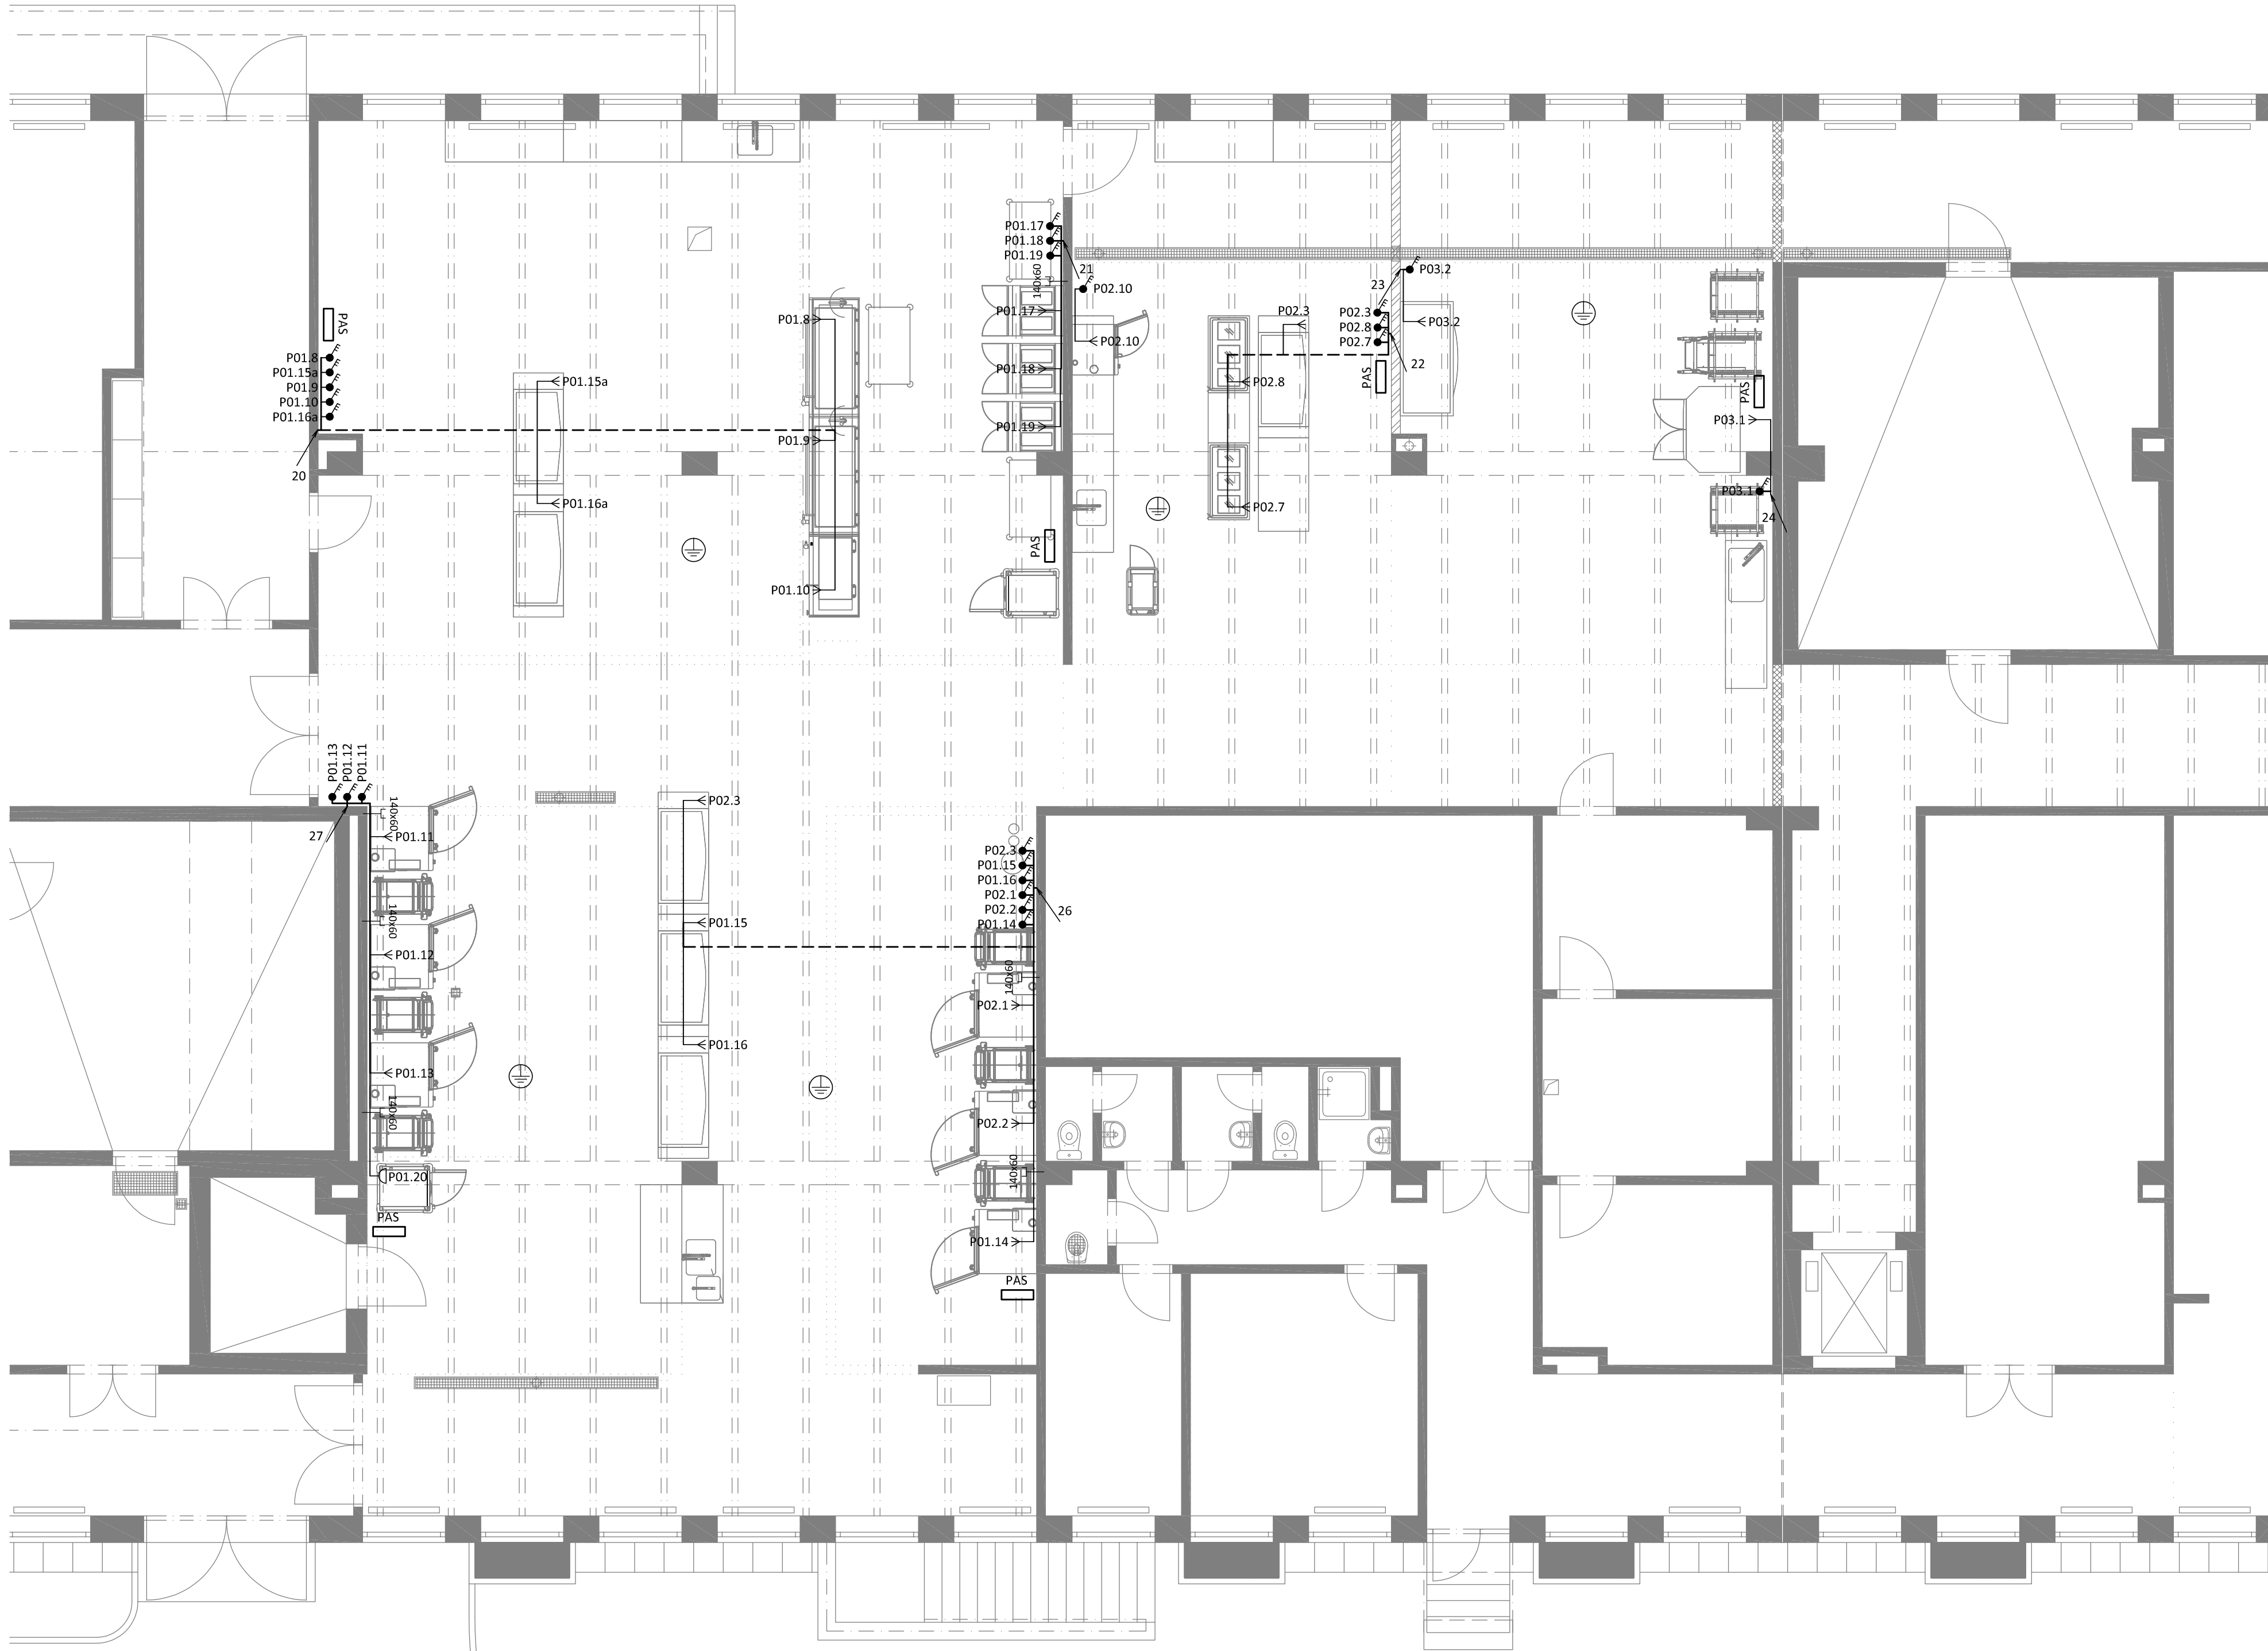 P01.17
P01.18
P01.19
140x60
21
P01.17
P01.18
P01.19
P02.10
P02.10
23
P03.2
P03.2
P02.3
P02.3
P02.8
P02.7
22
PAS
P02.8
P02.7
PAS
P03.1
P03.1
24
PAS
P01.8
P01.15a
P01.9
P01.10
P01.16a
20
P01.15a
P01.16a
P01.8
P01.9
P01.10
PAS
P01.13
P01.12
P01.11
27
140x60
P01.11
140x60
P01.12
P01.13
140x60
P01.20
PAS
P02.3
P01.15
P01.16
P02.3
P01.15
P01.16
P02.1
P02.2
P01.14
26
140x60
P02.1
P02.2
140x60
P01.14
PAS